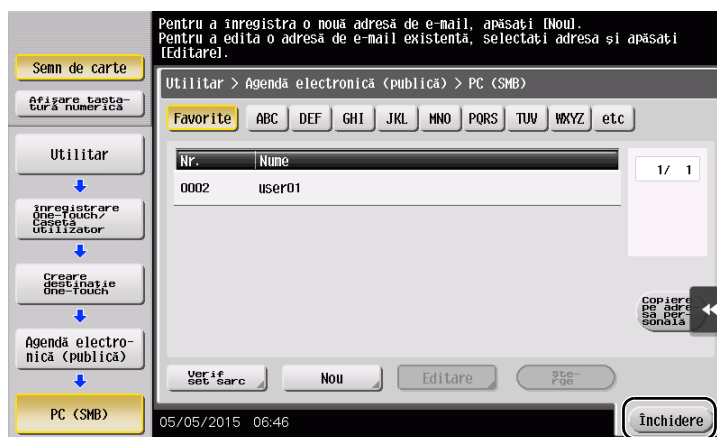 Pentru a înregistra o nouă adresă de e-mail, apăsați [Nou].
Pentru a edita o adresă de e-mail existentă, selectați adresa și apăsați
[Editare].
Semn de carte
Afișare tasta-
tură numerică
Utilitar
Înregistrare
One-Touch/
Casetă
utilizator
Creare
destinație
One-Touch
Agendă electro-
nică (publică)
PC (SMB)
Utilitar > Agendă electronică (publică) > PC (SMB)
Favorite ABC DEF GHI JKL MNO PQRS TUV WXYZ etc
Nr. Nume
0002 user01
1/ 1
Copiere
pe adre-
sa per-
sonală
Verif
set sarc
Nou
Editare
Ște-
rge
05/05/2015 06:46
Închidere